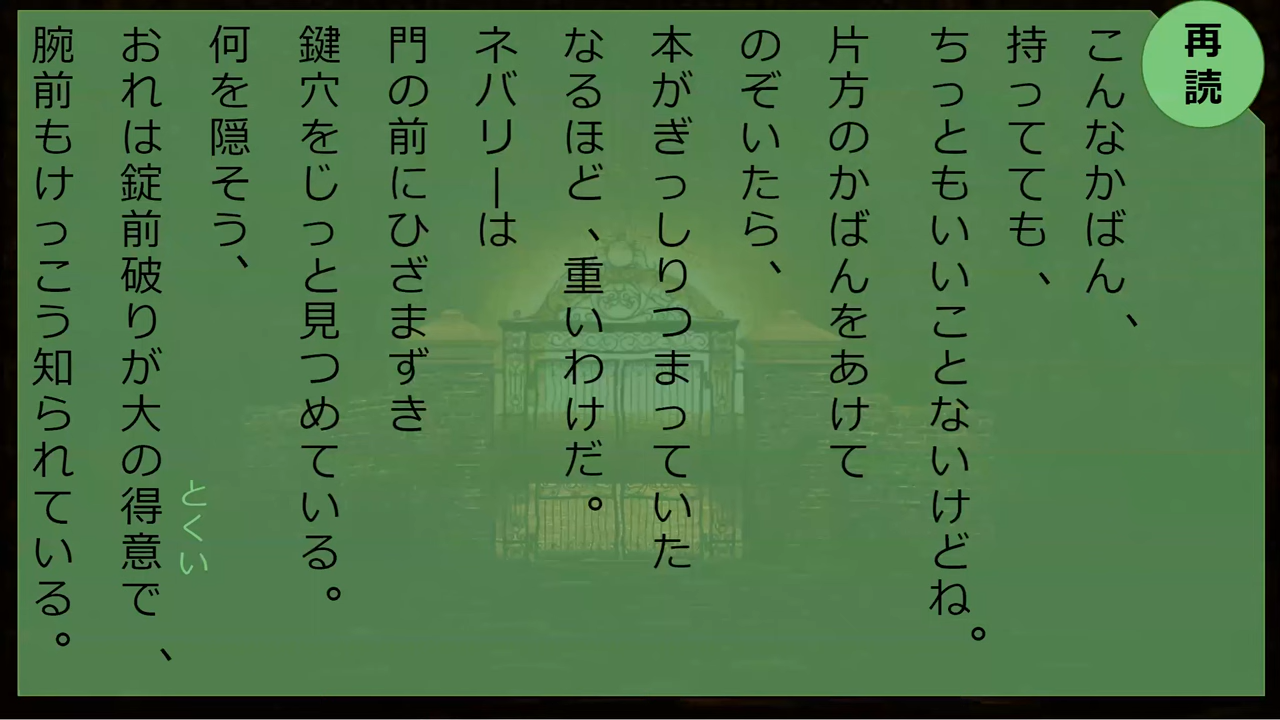 再読
こんなかばん、
持ってても、
ちっともいいことないけどね。
片方のかばんをあけて
のぞいたら、
本がぎっしりつまっていた
なるほど、重いわけだ。
ネバリーは
門の前にひざまずき
鍵穴をじっと見つめている。
何を隠そう、
とくい
おれは錠前破りが大の得意で、
腕前もけっこう知られている。